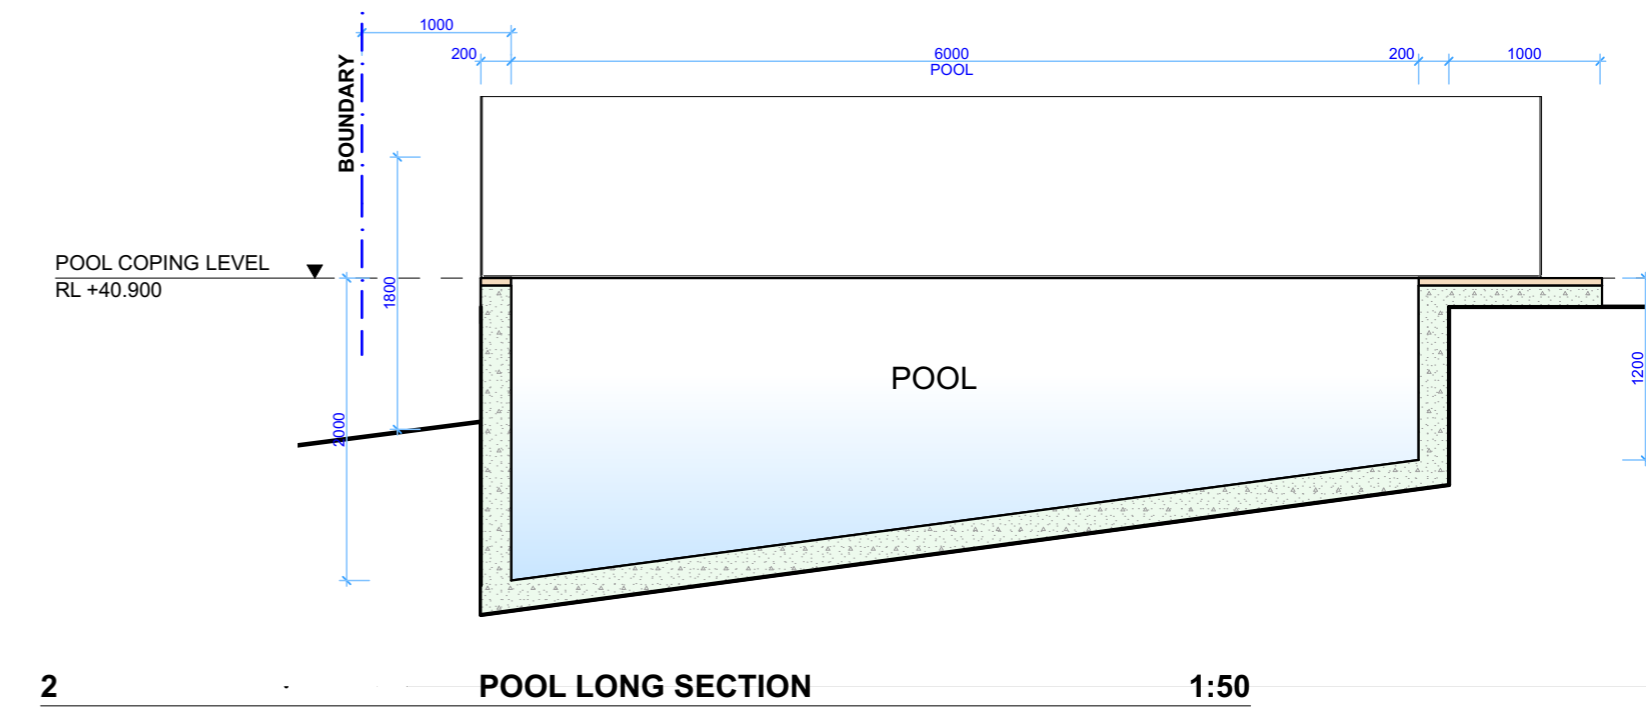 1000
200
6000
200
1000
POOL
BOUNDARY
POOL COPING LEVEL
RL +40.900
1800
POOL
1200
2000
2 POOL LONG SECTION 1:50